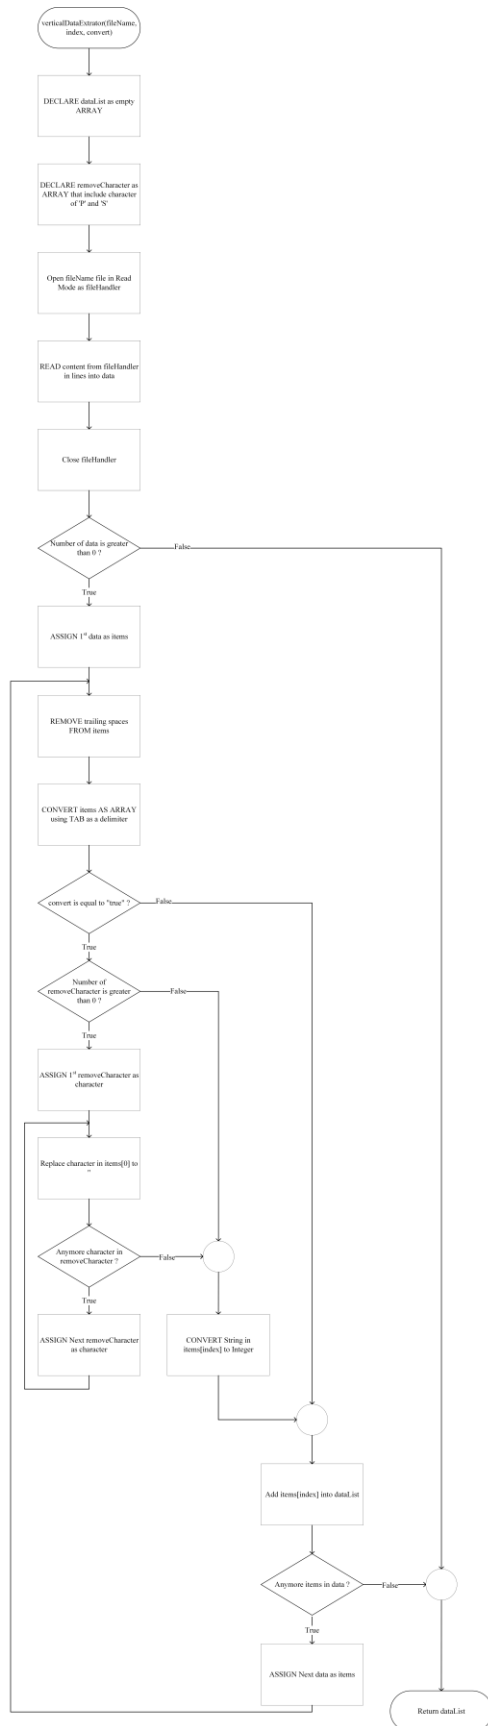 verticalDataExtrator(fileName,
index, convert)
DECLARE dataList as empty
ARRAY
DECLARE removeCharacter as
ARRAY that include character
of 'P' and 'S'
Open fileName file in Read
Mode as fileHandler
READ content from fileHandler
in lines into data
Close fileHandler
Number of data is greater
than 0 ?
False
True
ASSIGN 1st data as items
REMOVE trailing spaces
FROM items
CONVERT items AS ARRAY
using TAB as a delimiter
convert is equal to "true" ?
False
True
Number of
removeCharacter is greater
than 0 ?
False
True
ASSIGN 1st removeCharacter as
character
Replace character in items[0] to
''
Anymore character in
removeCharacter ?
False
True
ASSIGN Next removeCharacter
as character
CONVERT String in
items[index] to Integer
Add items[index] into dataList
Anymore items in data ?
False
True
ASSIGN Next data as items
Return dataList